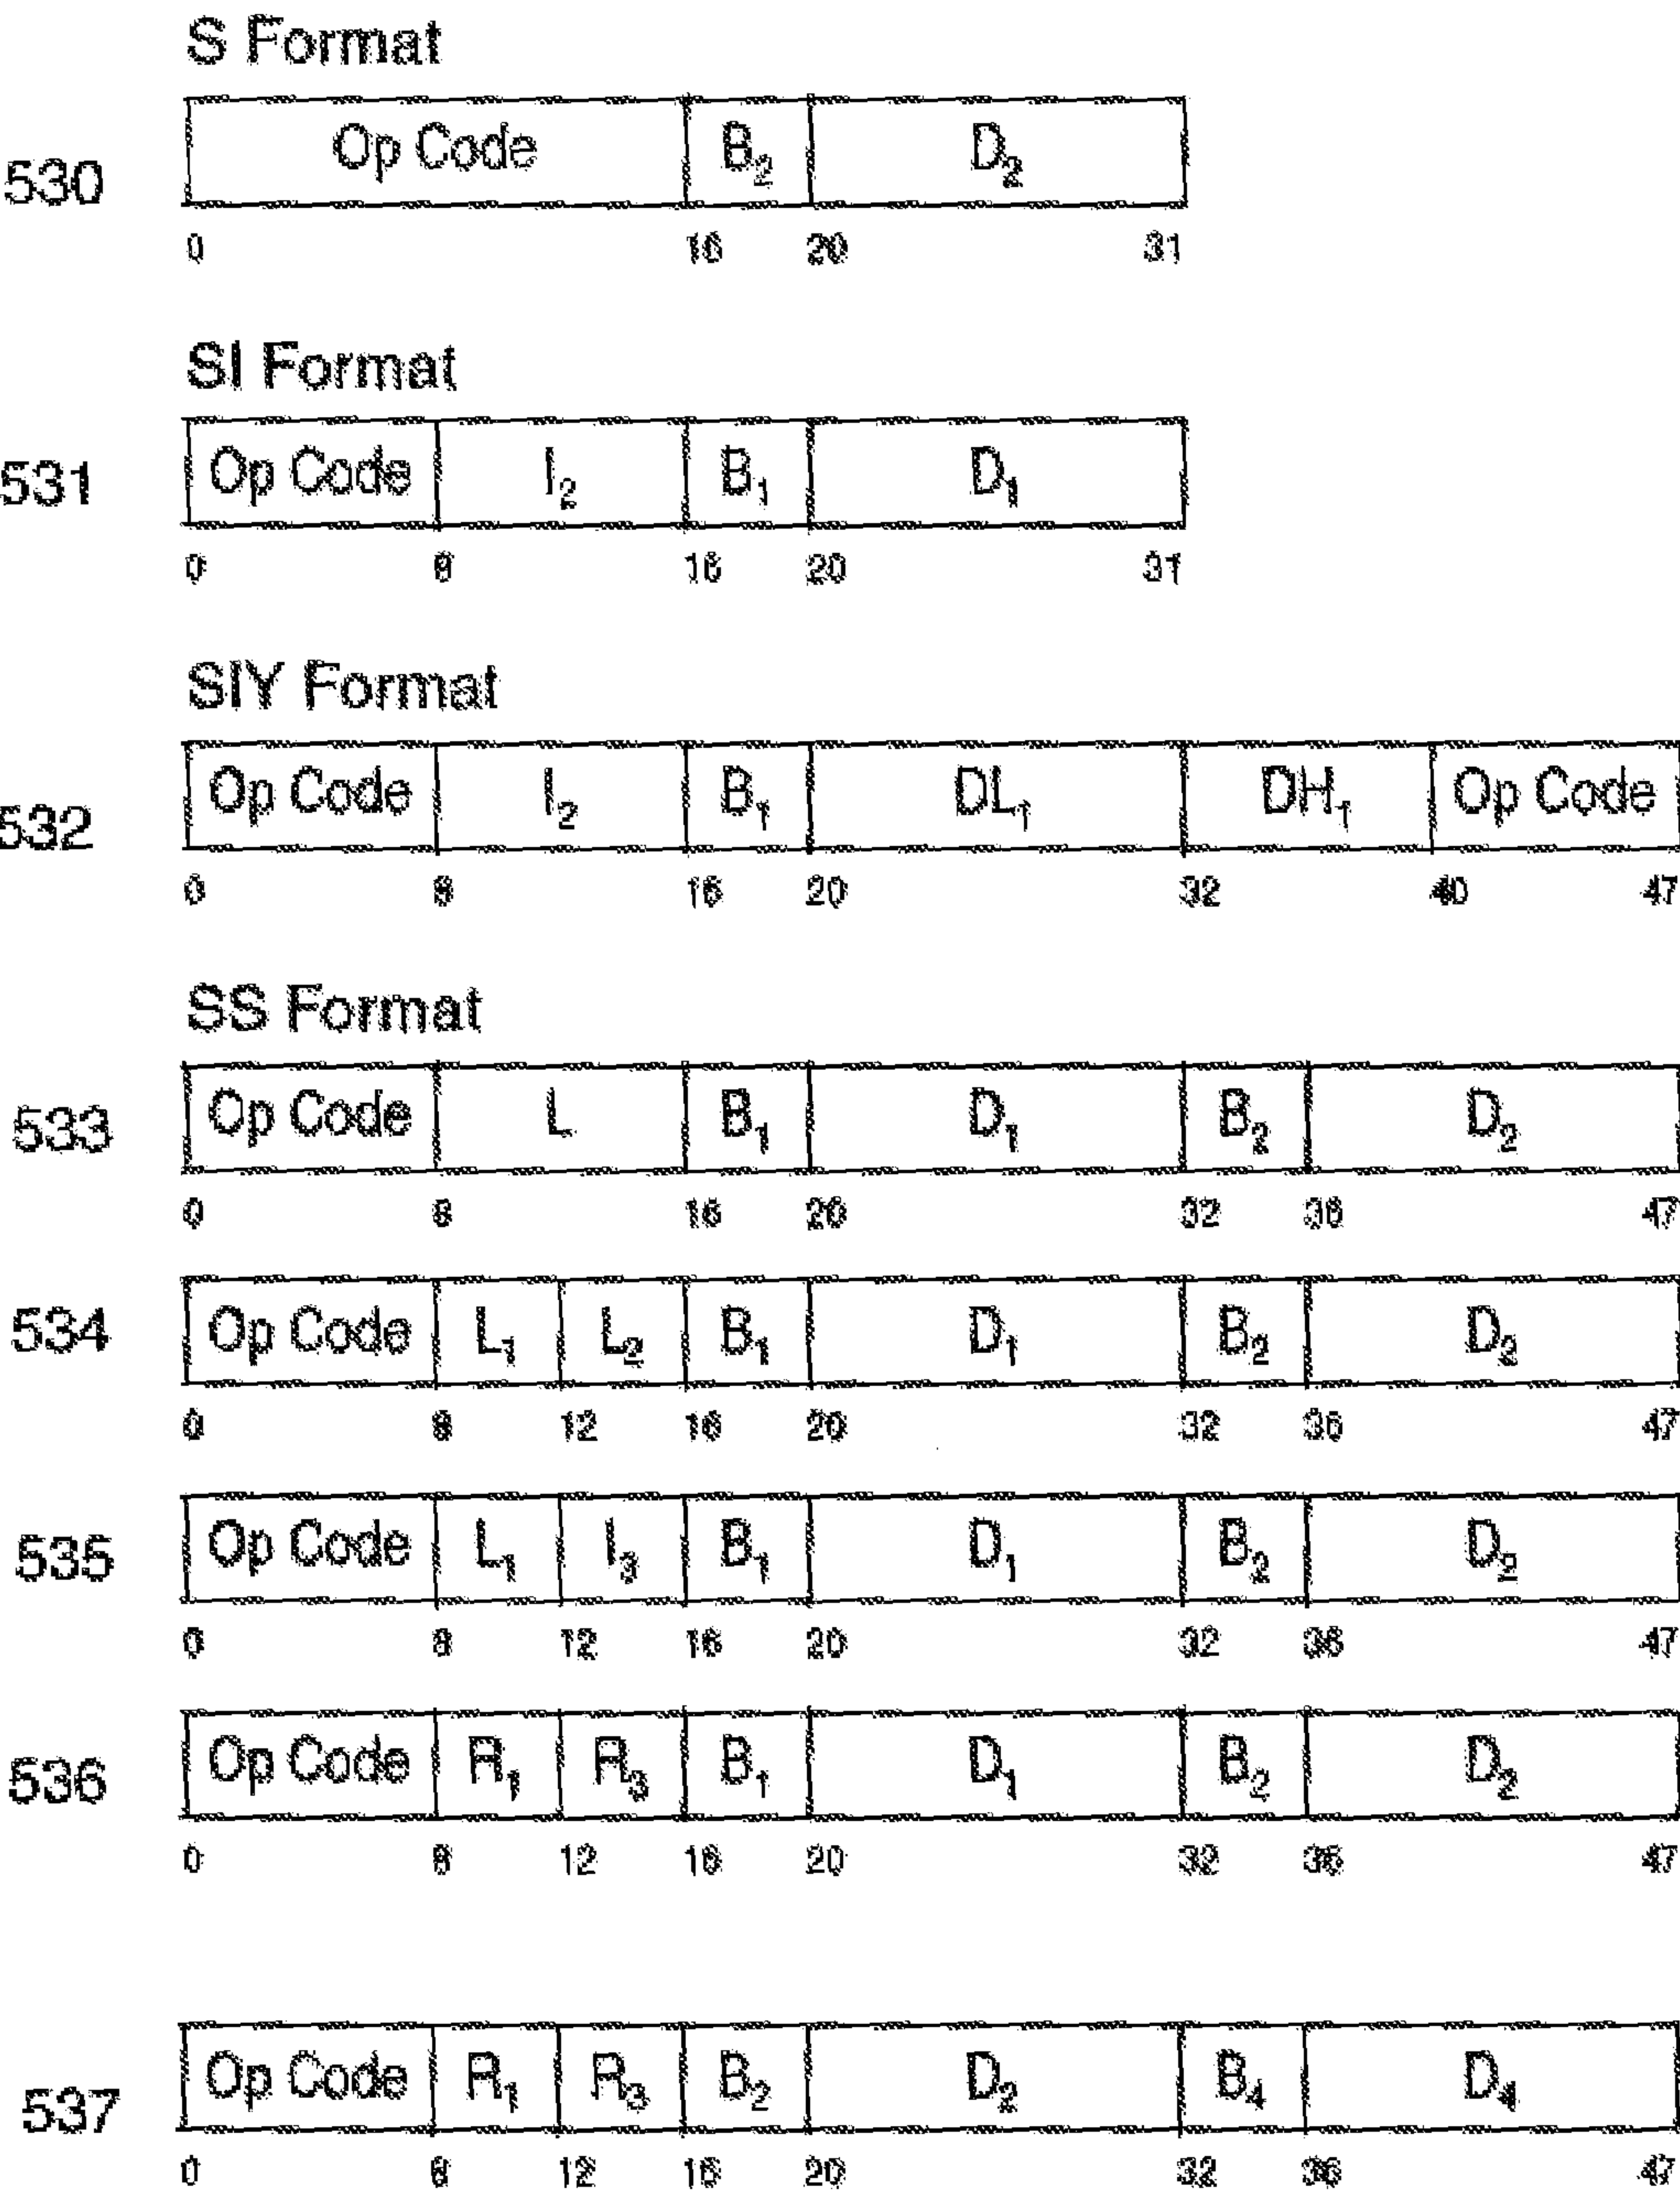 S Format
530 Op Code B₂ D₂
0 16 20 31
SI Format
531 Op Code I₂ B₁ D₁
0 8 16 20 31
SIY Format
532 Op Code I₂ B₁ DL₁ DH₁ Op Code
0 8 16 20 32 40 47
SS Format
533 Op Code L B₁ D₁ B₂ D₂
0 8 16 20 32 36 47
534 Op Code L₁ L₂ B₁ D₁ B₂ D₂
0 8 12 16 20 32 36 47
535 Op Code L₁ I₃ B₁ D₁ B₂ D₂
0 8 12 16 20 32 36 47
536 Op Code R₁ R₃ B₁ D₁ B₂ D₂
0 8 12 16 20 32 36 47
537 Op Code R₁ R₃ B₂ D₂ B₄ D₄
0 8 12 16 20 32 36 47